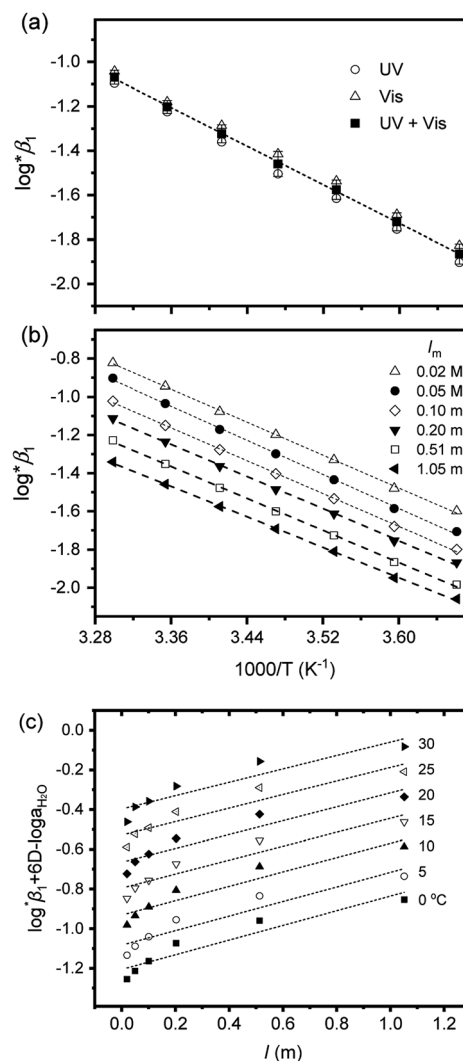 (a)
-1.0
-1.2
-1.4
-1.6
-1.8
-2.0
log*β1
UV
Vis
UV + Vis
(b)
-0.8
-1.0
-1.2
-1.4
-1.6
-1.8
-2.0
log*β1
Im
0.02 M
0.05 M
0.10 m
0.20 m
0.51 m
1.05 m
3.28 3.36 3.44 3.52 3.60
1000/T (K-1)
(c)
0.0
-0.2
-0.4
-0.6
-0.8
-1.0
-1.2
log*β1+6D-logaH2O
30
25
20
15
10
5
0 ºC
0.0 0.2 0.4 0.6 0.8 1.0 1.2
I (m)